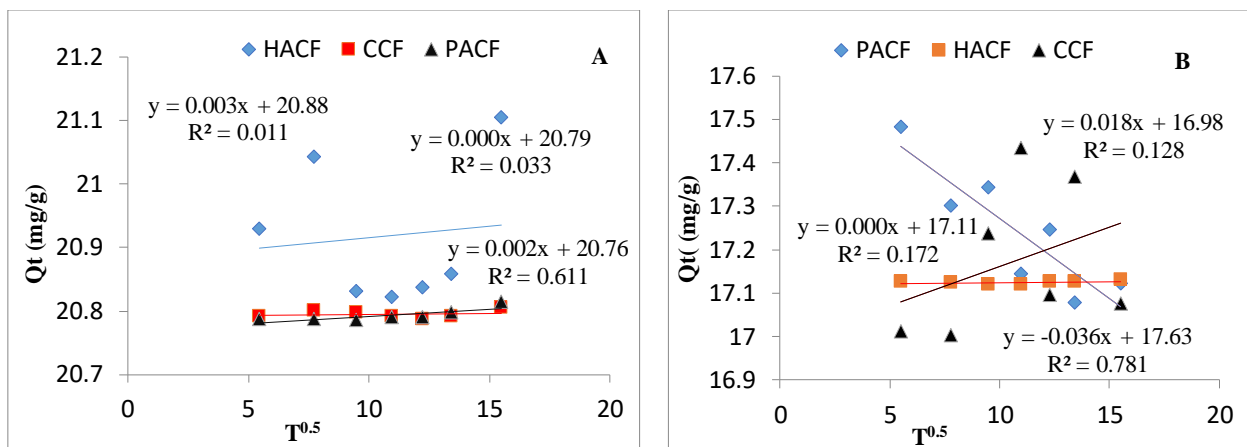 HACF CCF PACF
A
21.2
21.1
21
20.9
20.8
20.7
Qt (mg/g)
y = 0.003x + 20.88
R² = 0.011
y = 0.000x + 20.79
R² = 0.033
y = 0.002x + 20.76
R² = 0.611
0 5 10 15 20
T^0.5
PACF HACF CCF
B
17.6
17.5
17.4
17.3
17.2
17.1
17
16.9
Qt( (mg/g)
y = 0.018x + 16.98
R² = 0.128
y = 0.000x + 17.11
R² = 0.172
y = -0.036x + 17.63
R² = 0.781
0 5 10 15 20
T^0.5